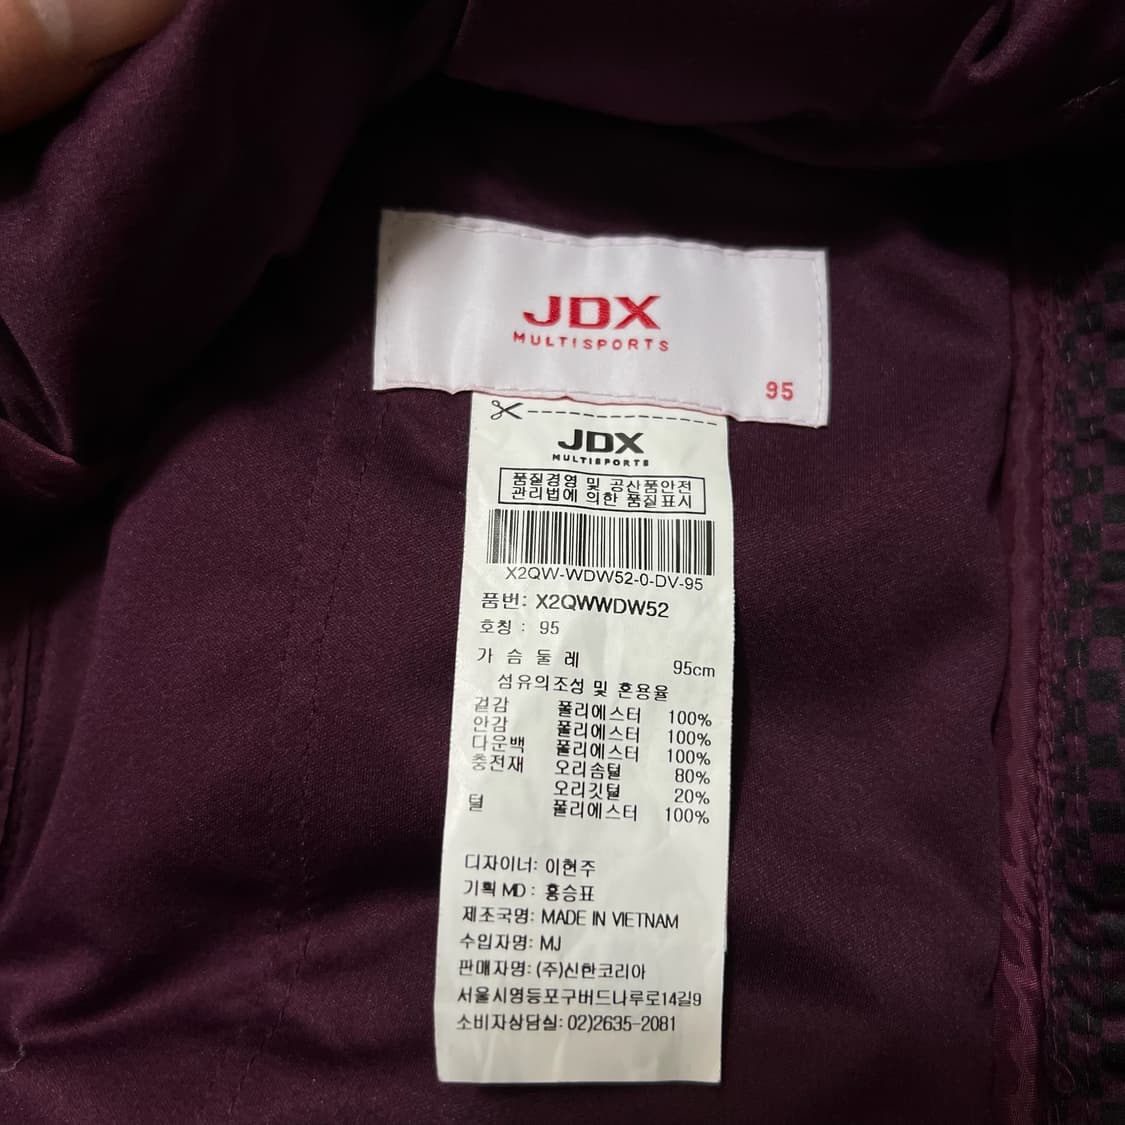 JDX
MULTISPORTS
95
JDX
MULTISPORTS
품질경영 및 공산품안전
관리법에 의한 품질표시
X2QW-WDW52-0-DV-95
품번: X2QWWDW52
호칭 : 95
가 슴 둘 레 95cm
섬유의조성 및 혼용율
겉감 폴리에스터 100%
안감 폴리에스터 100%
다운백 폴리에스터 100%
충전재 오리솜털 80%
오리깃털 20%
털 폴리에스터 100%
디자이너: 이현주
기획 MD : 홍승표
제조국명: MADE IN VIETNAM
수입자명: MJ
판매자명: (주)신한코리아
서울시영등포구버드나루로14길9
소비자상담실: 02)2635-2081